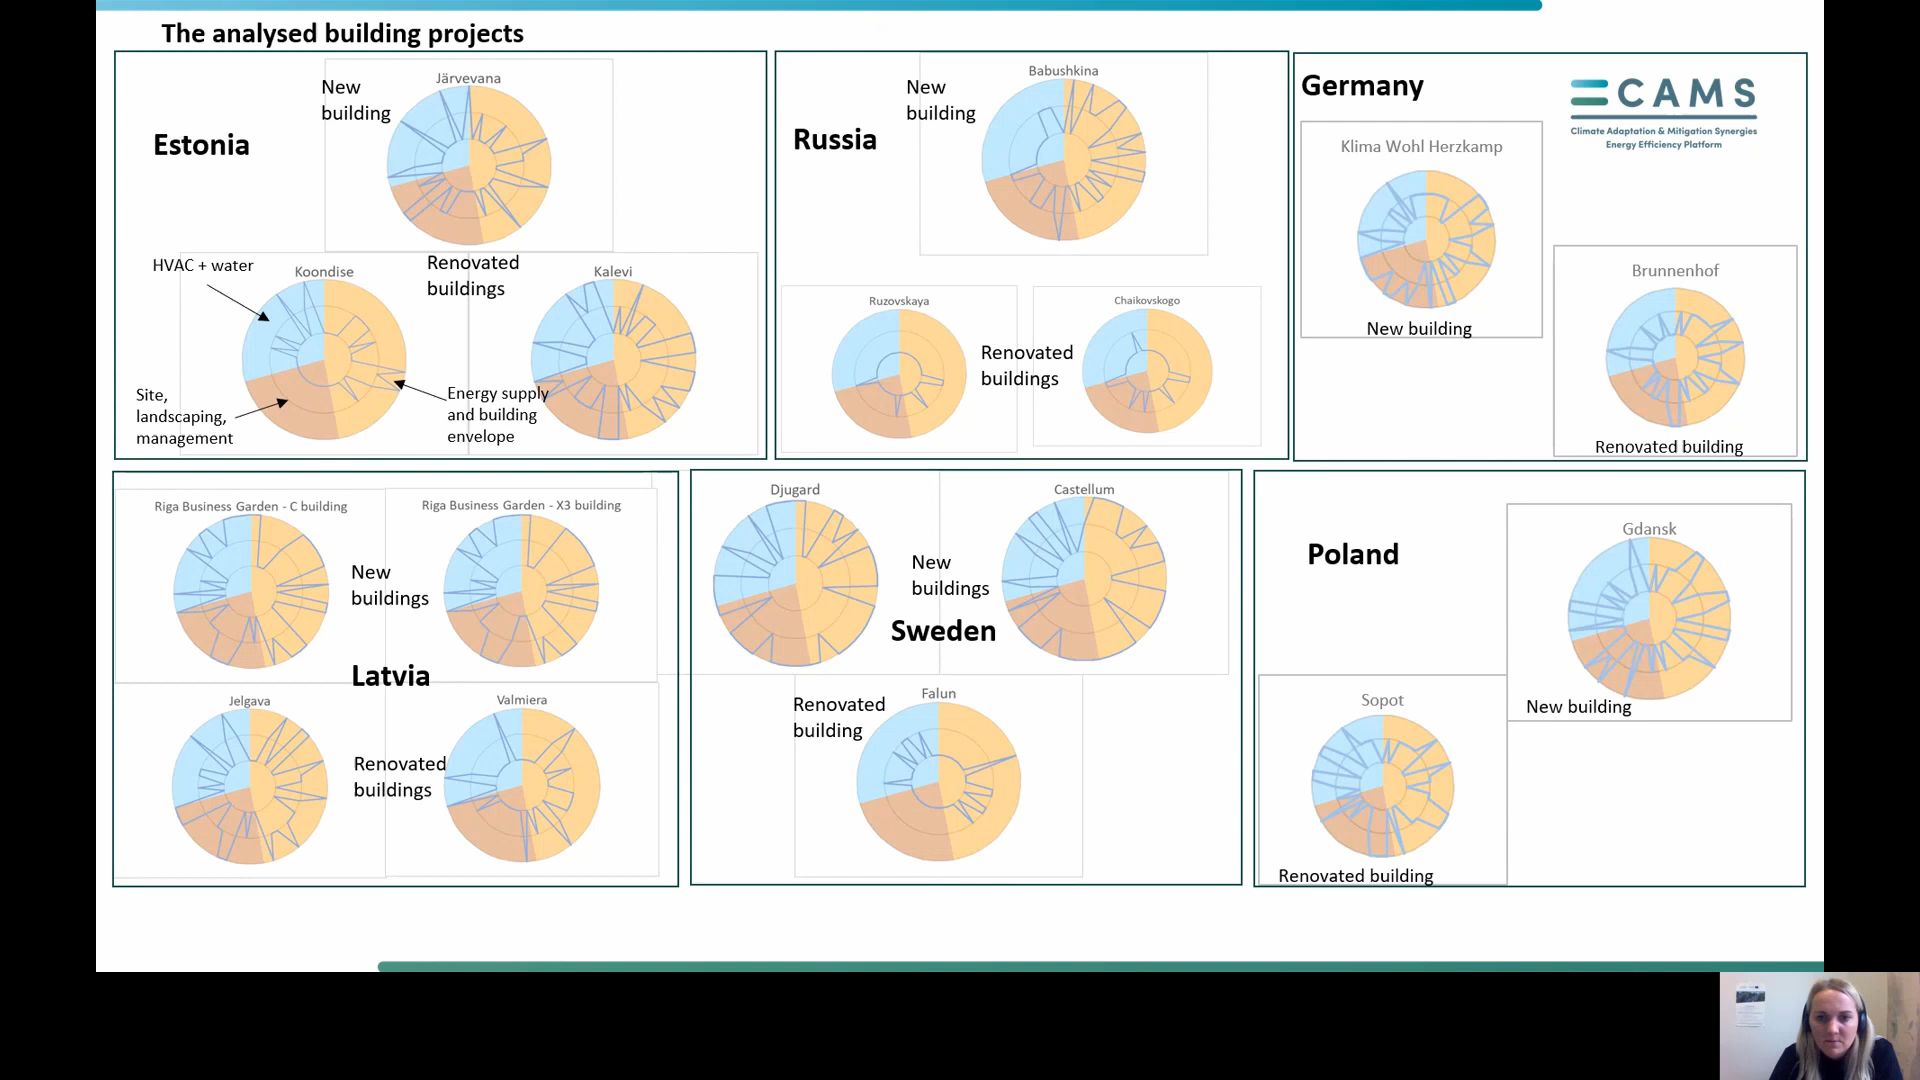 The analysed building projects
Estonia
New
building
Järvevana
HVAC + water
Koondise
Renovated
buildings
Kalevi
Site,
landscaping,
management
Energy supply
and building
envelope
Russia
New
building
Babushkina
Ruzovskaya
Renovated
buildings
Chaikovskogo
Germany
ECAMS
Climate Adaptation & Mitigation Synergies
Energy Efficiency Platform
Klima Wohl Herzkamp
New building
Brunnenhof
Renovated building
Riga Business Garden - C building
Riga Business Garden - X3 building
New
buildings
Latvia
Jelgava
Valmiera
Renovated
buildings
Djugard
Castellum
New
buildings
Sweden
Renovated
building
Falun
Poland
Gdansk
New building
Sopot
Renovated building